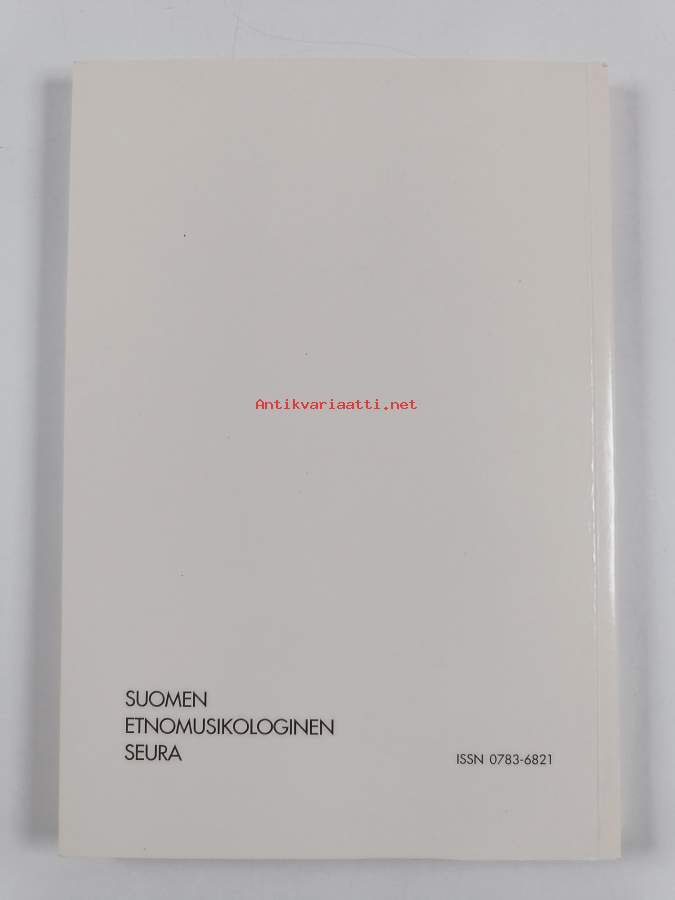 Antikvariaatti.net
SUOMEN
ETNOMUSIKOLOGINEN
SEURA
ISSN 0783-6821